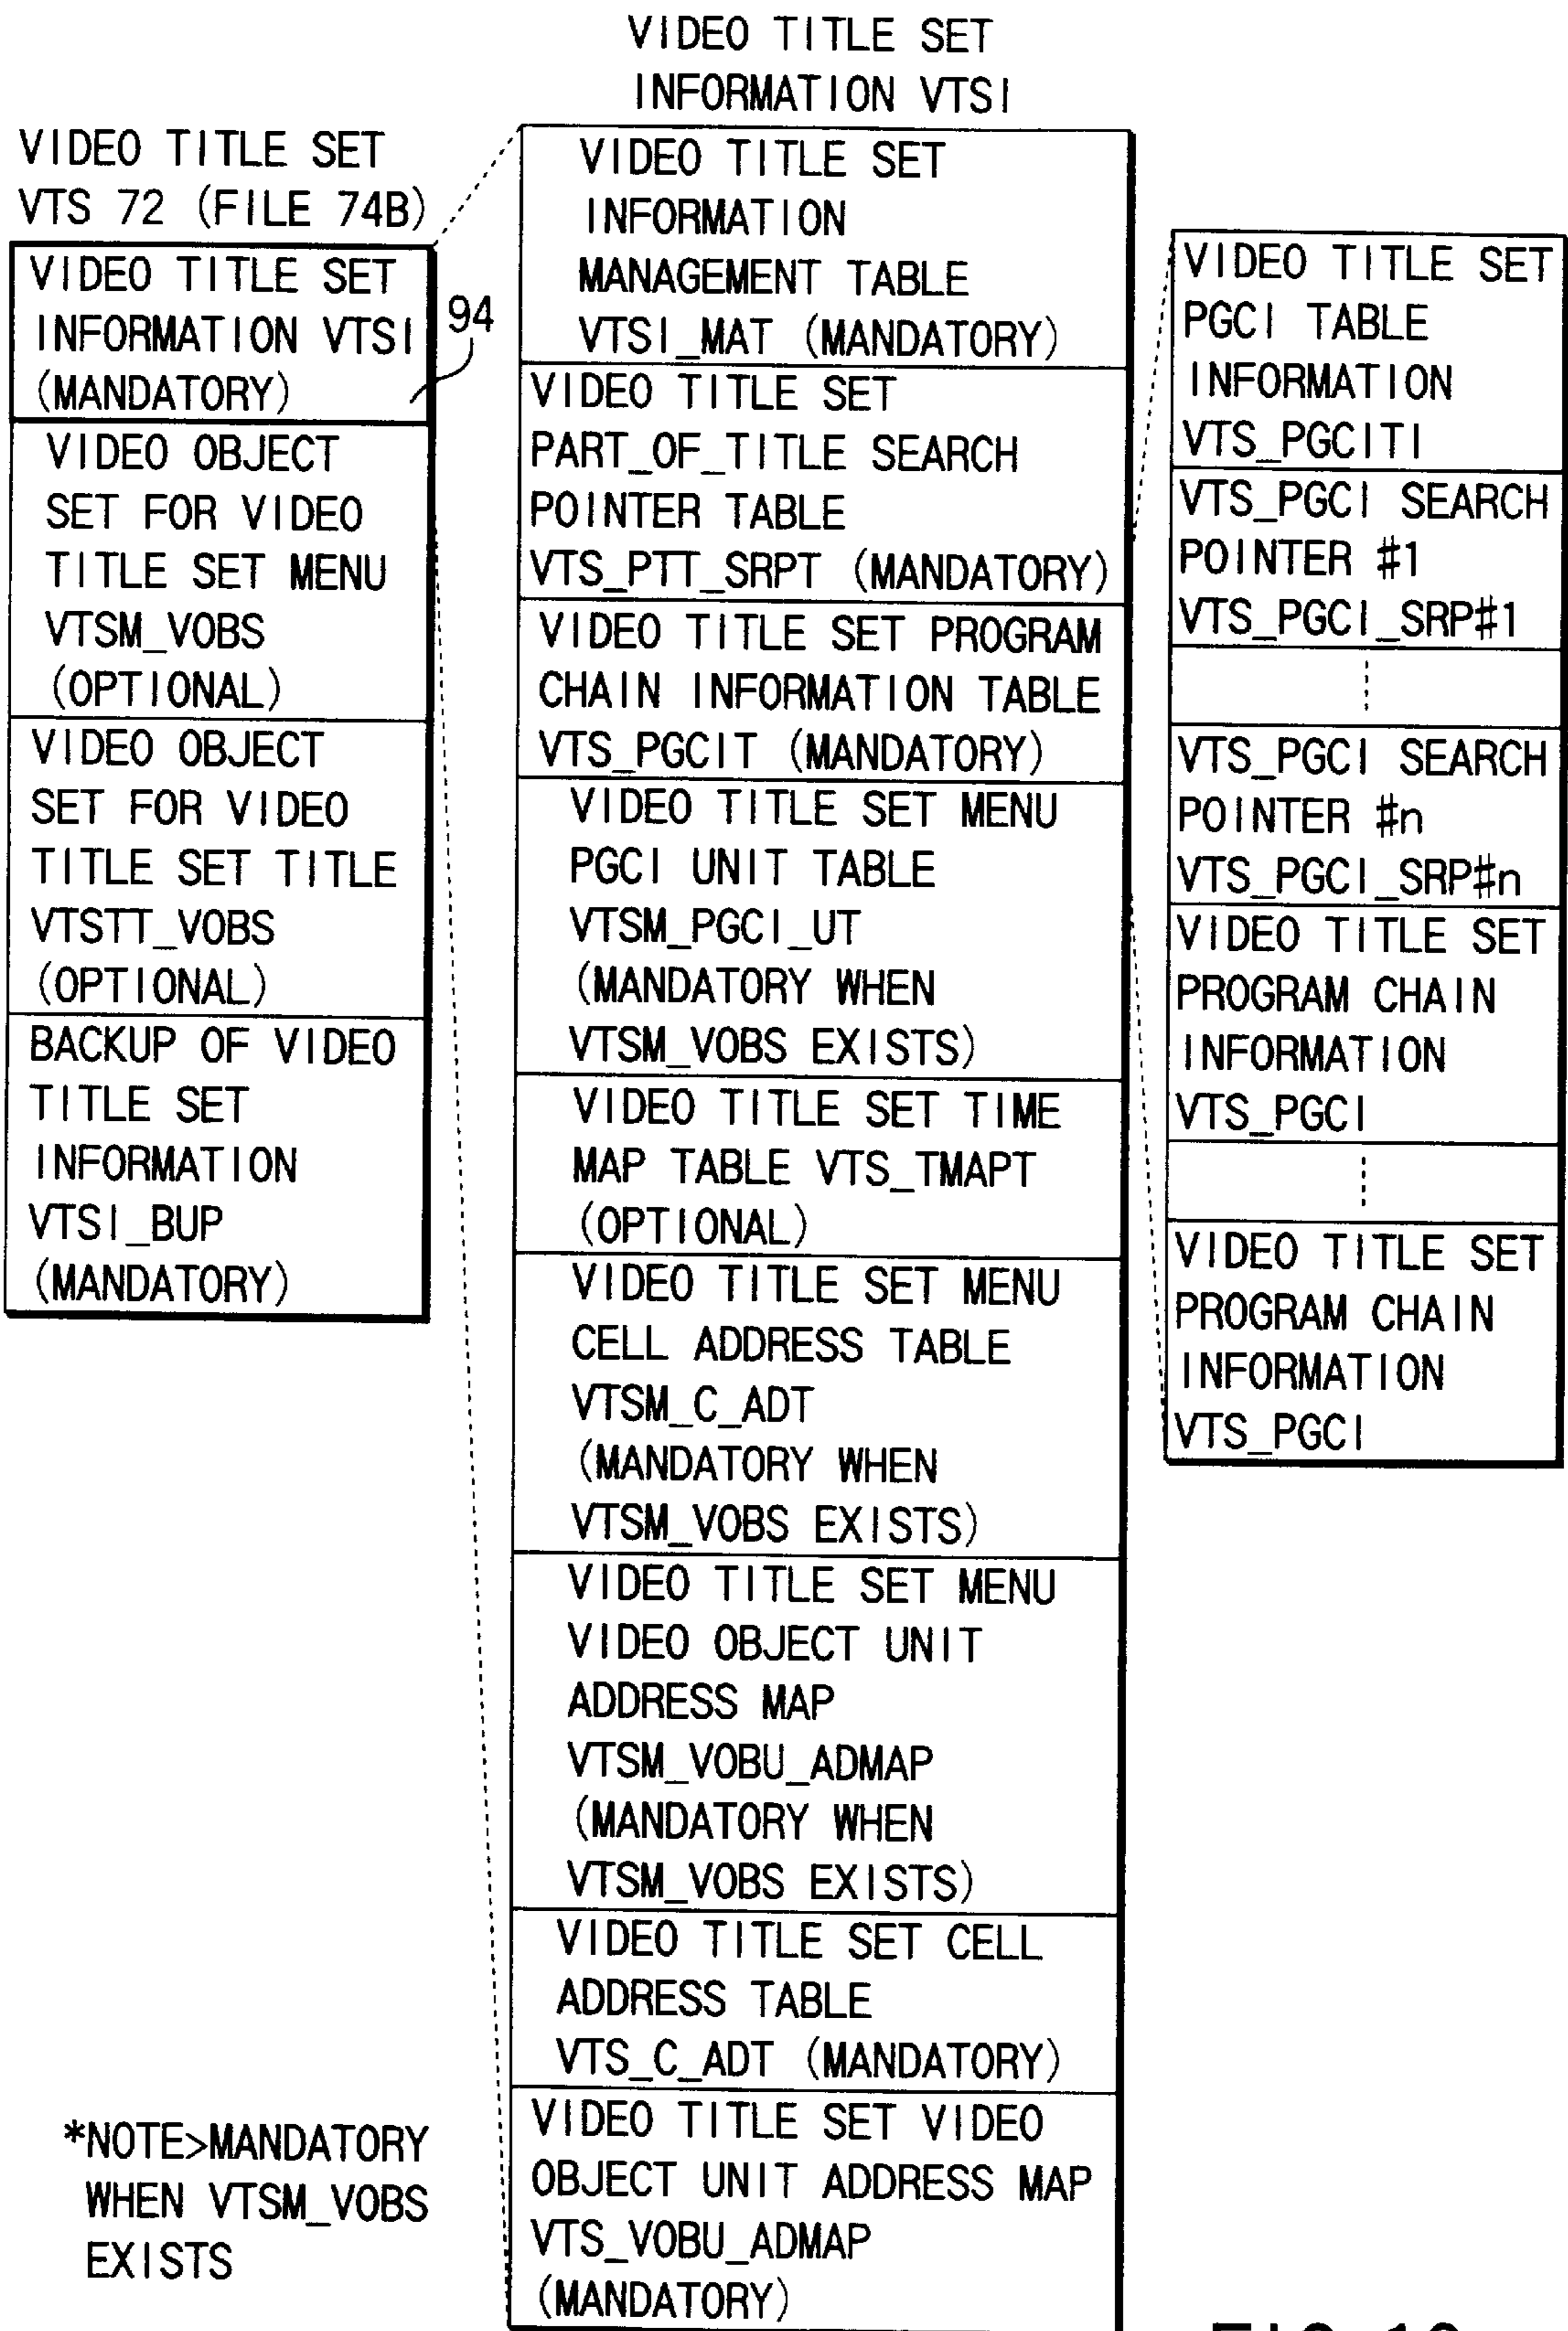 VIDEO TITLE SET
VTS 72 (FILE 74B)
VIDEO TITLE SET
INFORMATION VTSI
(MANDATORY)
94
VIDEO OBJECT
SET FOR VIDEO
TITLE SET MENU
VTSM_VOBS
(OPTIONAL)
VIDEO OBJECT
SET FOR VIDEO
TITLE SET TITLE
VTSTT_VOBS
(OPTIONAL)
BACKUP OF VIDEO
TITLE SET
INFORMATION
VTSI_BUP
(MANDATORY)
*NOTE>MANDATORY
WHEN VTSM_VOBS
EXISTS
VIDEO TITLE SET
INFORMATION VTSI
VIDEO TITLE SET
INFORMATION
MANAGEMENT TABLE
VTSI_MAT (MANDATORY)
VIDEO TITLE SET
PART_OF_TITLE SEARCH
POINTER TABLE
VTS_PTT_SRPT (MANDATORY)
VIDEO TITLE SET PROGRAM
CHAIN INFORMATION TABLE
VTS_PGCIT (MANDATORY)
VIDEO TITLE SET MENU
PGCI UNIT TABLE
VTSM_PGCI_UT
(MANDATORY WHEN
VTSM_VOBS EXISTS)
VIDEO TITLE SET TIME
MAP TABLE VTS_TMAPT
(OPTIONAL)
VIDEO TITLE SET MENU
CELL ADDRESS TABLE
VTSM_C_ADT
(MANDATORY WHEN
VTSM_VOBS EXISTS)
VIDEO TITLE SET MENU
VIDEO OBJECT UNIT
ADDRESS MAP
VTSM_VOBU_ADMAP
(MANDATORY WHEN
VTSM_VOBS EXISTS)
VIDEO TITLE SET CELL
ADDRESS TABLE
VTS_C_ADT (MANDATORY)
VIDEO TITLE SET VIDEO
OBJECT UNIT ADDRESS MAP
VTS_VOBU_ADMAP
(MANDATORY)
VIDEO TITLE SET
PGCI TABLE
INFORMATION
VTS_PGCITI
VTS_PGCI SEARCH
POINTER #1
VTS_PGCI_SRP#1
VTS_PGCI SEARCH
POINTER #n
VTS_PGCI_SRP#n
VIDEO TITLE SET
PROGRAM CHAIN
INFORMATION
VTS_PGCI
VIDEO TITLE SET
PROGRAM CHAIN
INFORMATION
VTS_PGCI